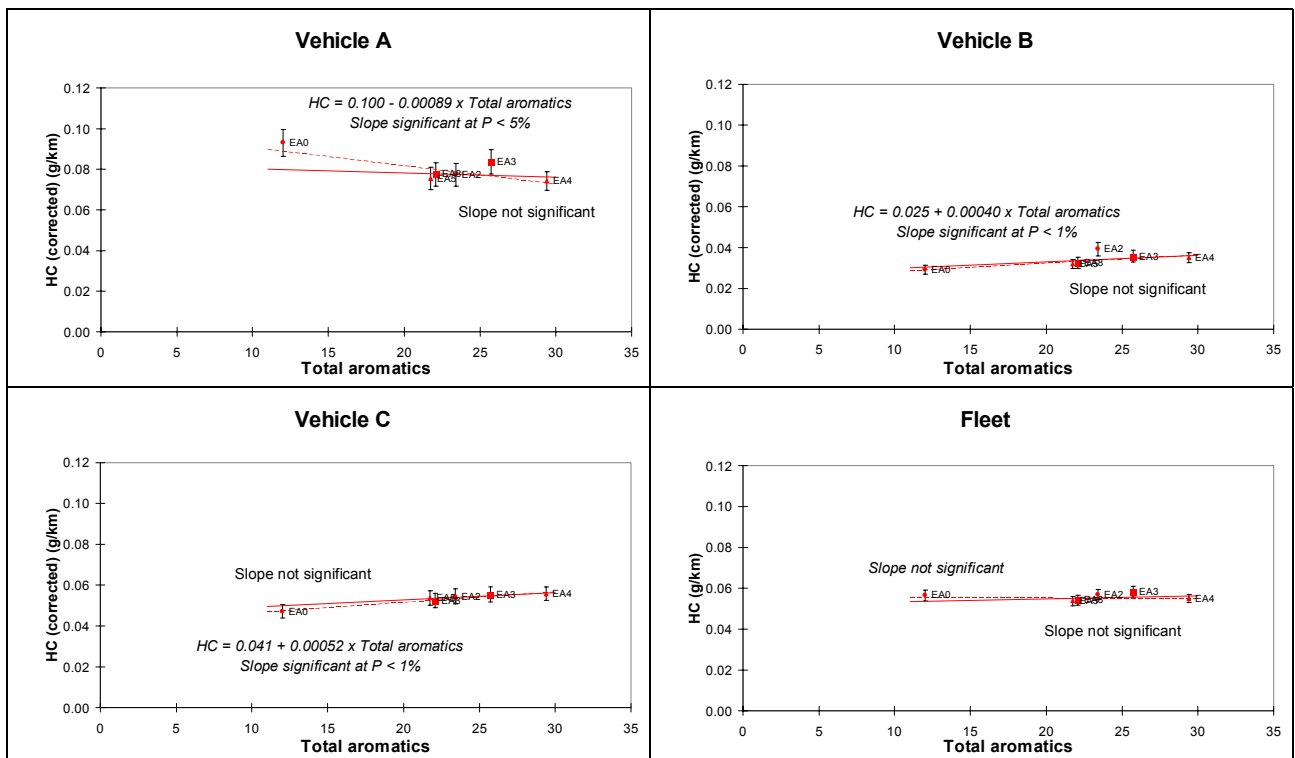 Vehicle A
HC = 0.100 - 0.00089 x Total aromatics
Slope significant at P < 5%
EA0
EA3
EA2
EA4
Slope not significant
HC (corrected) (g/km)
0.12
0.10
0.08
0.06
0.04
0.02
0.00
0 5 10 15 20 25 30 35
Total aromatics
Vehicle B
HC = 0.025 + 0.00040 x Total aromatics
Slope significant at P < 1%
EA2
EA3
EA4
EA0
Slope not significant
HC (corrected) (g/km)
0.12
0.10
0.08
0.06
0.04
0.02
0.00
0 5 10 15 20 25 30 35
Total aromatics
Vehicle C
Slope not significant
EA2
EA3
EA4
EA0
HC = 0.041 + 0.00052 x Total aromatics
Slope significant at P < 1%
HC (corrected) (g/km)
0.12
0.10
0.08
0.06
0.04
0.02
0.00
0 5 10 15 20 25 30 35
Total aromatics
Fleet
Slope not significant
EA0
EA2
EA3
EA4
Slope not significant
HC (g/km)
0.12
0.10
0.08
0.06
0.04
0.02
0.00
0 5 10 15 20 25 30 35
Total aromatics